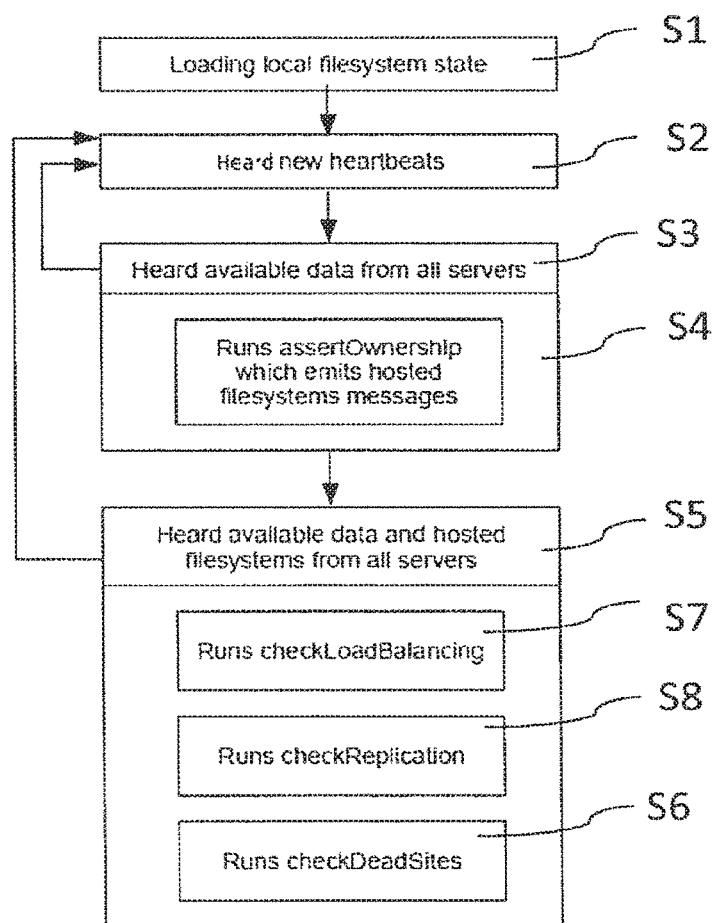 S1
Loading local filesystem state
S2
Heard new heartbeats
S3
Heard available data from all servers
S4
Runs assertOwnership
which emits hosted
filesystems messages
S5
Heard available data and hosted
filesystems from all servers
S7
Runs checkLoadBalancing
S8
Runs checkReplication
S6
Runs checkDeadSites